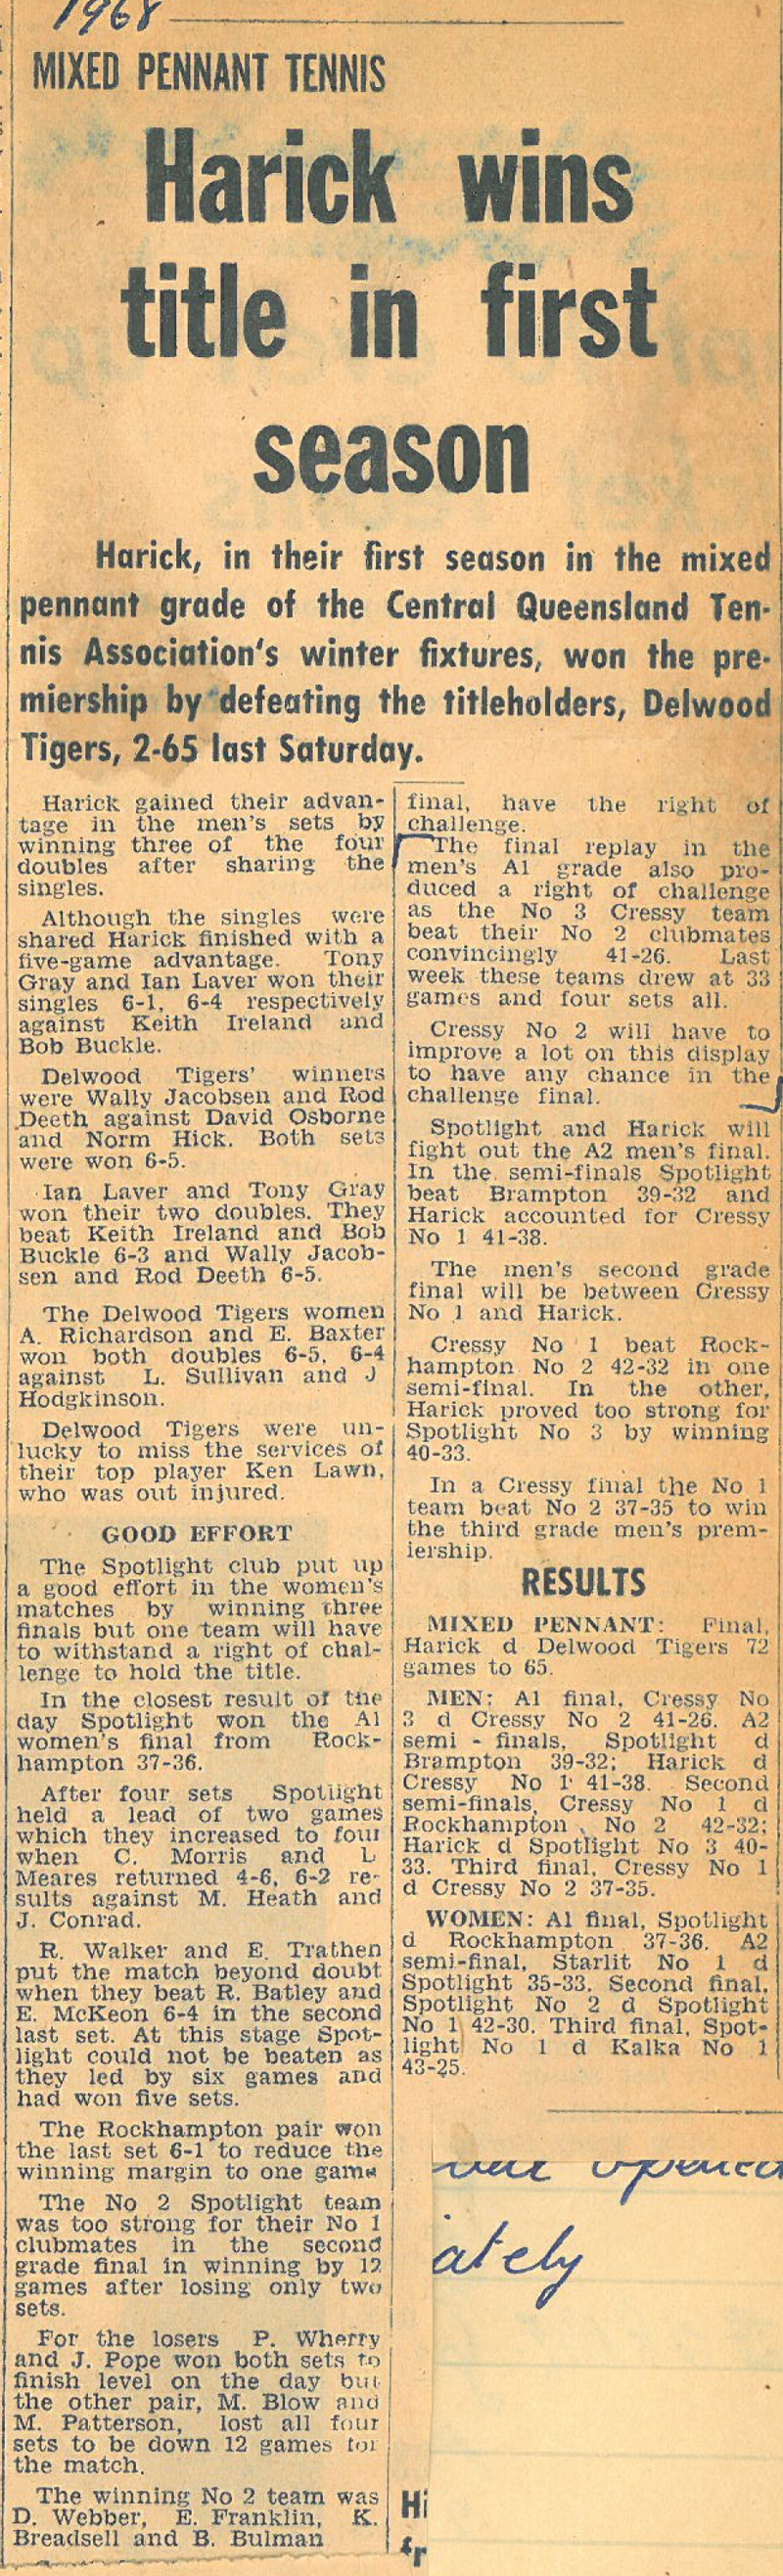 1968
MIXED PENNANT TENNIS
Harick wins
title in first
season
Harick, in their first season in the mixed
pennant grade of the Central Queensland Ten-
nis Association's winter fixtures, won the pre-
miership by defeating the titleholders, Delwood
Tigers, 2-65 last Saturday.
Harick gained their advan-
tage in the men's sets by
winning three of the four
doubles after sharing the
singles.
Although the singles were
shared Harick finished with a
five-game advantage. Tony
Gray and Ian Laver won their
singles 6-1, 6-4 respectively
against Keith Ireland and
Bob Buckle.
Delwood Tigers' winners
were Wally Jacobsen and Rod
Deeth against David Osborne
and Norm Hick. Both sets
were won 6-5.
Ian Laver and Tony Gray
won their two doubles. They
beat Keith Ireland and Bob
Buckle 6-3 and Wally Jacob-
sen and Rod Deeth 6-5.
The Delwood Tigers women
A. Richardson and E. Baxter
won both doubles 6-5, 6-4
against L. Sullivan and J
Hodgkinson.
Delwood Tigers were un-
lucky to miss the services of
their top player Ken Lawn,
who was out injured.
GOOD EFFORT
The Spotlight club put up
a good effort in the women's
matches by winning three
finals but one team will have
to withstand a right of chal-
lenge to hold the title.
In the closest result of the
day Spotlight won the A1
women's final from Rock-
hampton 37-36.
After four sets Spotlight
held a lead of two games
which they increased to four
when C. Morris and L
Meares returned 4-6, 6-2 re-
sults against M. Heath and
J. Conrad.
R. Walker and E. Trathen
put the match beyond doubt
when they beat R. Batley and
E. McKeon 6-4 in the second
last set. At this stage Spot-
light could not be beaten as
they led by six games and
had won five sets.
The Rockhampton pair won
the last set 6-1 to reduce the
winning margin to one game
The No 2 Spotlight team
was too strong for their No 1
clubmates in the second
grade final in winning by 12
games after losing only two
sets.
For the losers P. Wherry
and J. Pope won both sets to
finish level on the day but
the other pair, M. Blow and
M. Patterson, lost all four
sets to be down 12 games for
the match.
The winning No 2 team was
D. Webber, E. Franklin, K.
Breadsell and B. Bulman
final, have the right of
challenge.
The final replay in the
men's A1 grade also pro-
duced a right of challenge
as the No 3 Cressy team
beat their No 2 clubmates
convincingly 41-26. Last
week these teams drew at 33
games and four sets all.
Cressy No 2 will have to
improve a lot on this display
to have any chance in the
challenge final.
Spotlight and Harick will
fight out the A2 men's final.
In the semi-finals Spotlight
beat Brampton 39-32 and
Harick accounted for Cressy
No 1 41-38.
The men's second grade
final will be between Cressy
No 1 and Harick.
Cressy No 1 beat Rock-
hampton No 2 42-32 in one
semi-final. In the other,
Harick proved too strong for
Spotlight No 3 by winning
40-33.
In a Cressy final the No 1
team beat No 2 37-35 to win
the third grade men's prem-
iership.
RESULTS
MIXED PENNANT: Final,
Harick d Delwood Tigers 72
games to 65.
MEN: A1 final, Cressy No
3 d Cressy No 2 41-26. A2
semi - finals, Spotlight d
Brampton 39-32; Harick d
Cressy No 1 41-38. Second
semi-finals, Cressy No 1 d
Rockhampton No 2 42-32;
Harick d Spotlight No 3 40-
33. Third final, Cressy No 1
d Cressy No 2 37-35.
WOMEN: A1 final, Spotlight
d Rockhampton 37-36. A2
semi-final, Starlit No 1 d
Spotlight 35-33. Second final,
Spotlight No 2 d Spotlight
No 1 42-30. Third final, Spot-
light No 1 d Kalka No 1
43-25.
opened
ately
Hi
fr